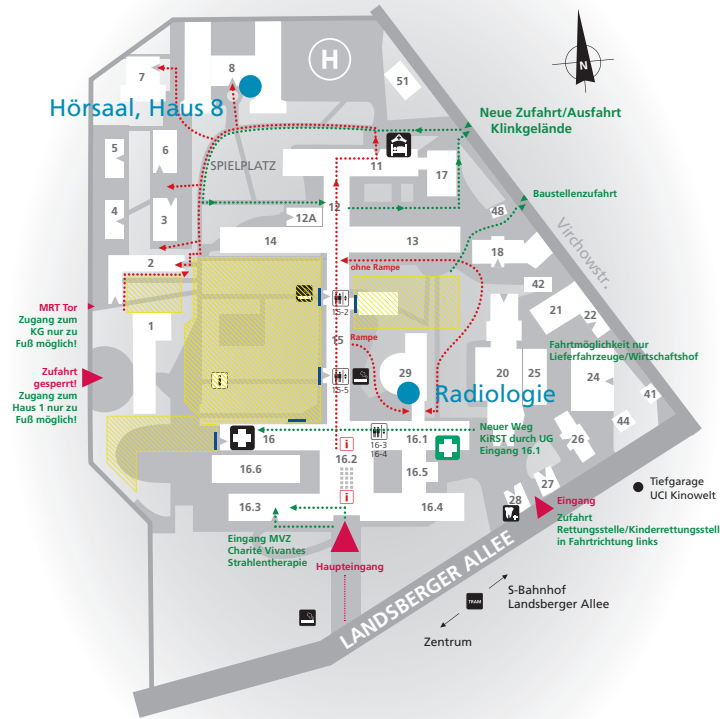 H
N
7
8
51
Hörsaal, Haus 8
Neue Zufahrt/Ausfahrt
Klinkgelände
5
6
SPIELPLATZ
11
17
Baustellenzufahrt
4
3
12
12A
48
Virchowstr.
14
13
18
2
ohne Rampe
42
MRT Tor
Zugang zum
KG nur zu
Fuß möglich!
1
15-2
21
22
Rampe
15
Fahrtmöglichkeit nur
Lieferfahrzeuge/Wirtschaftshof
Zufahrt
gesperrt!
Zugang zum
Haus 1 nur zu
Fuß möglich!
15-5
29
20
25
24
Radiologie
41
44
Neuer Weg
KiRST durch UG
Eingang 16.1
16
i
16-3
16-4
16.1
26
16.2
16.6
16.5
27
i
28
16.3
16.4
Eingang
Tiefgarage
UCI Kinowelt
Zufahrt
Rettungsstelle/Kinderrettungsstell
in Fahrtrichtung links
Eingang MVZ
Charité Vivantes
Strahlentherapie
Haupteingang
LANDSBERGER ALLEE
TRAM
S-Bahnhof
Landsberger Allee
Zentrum